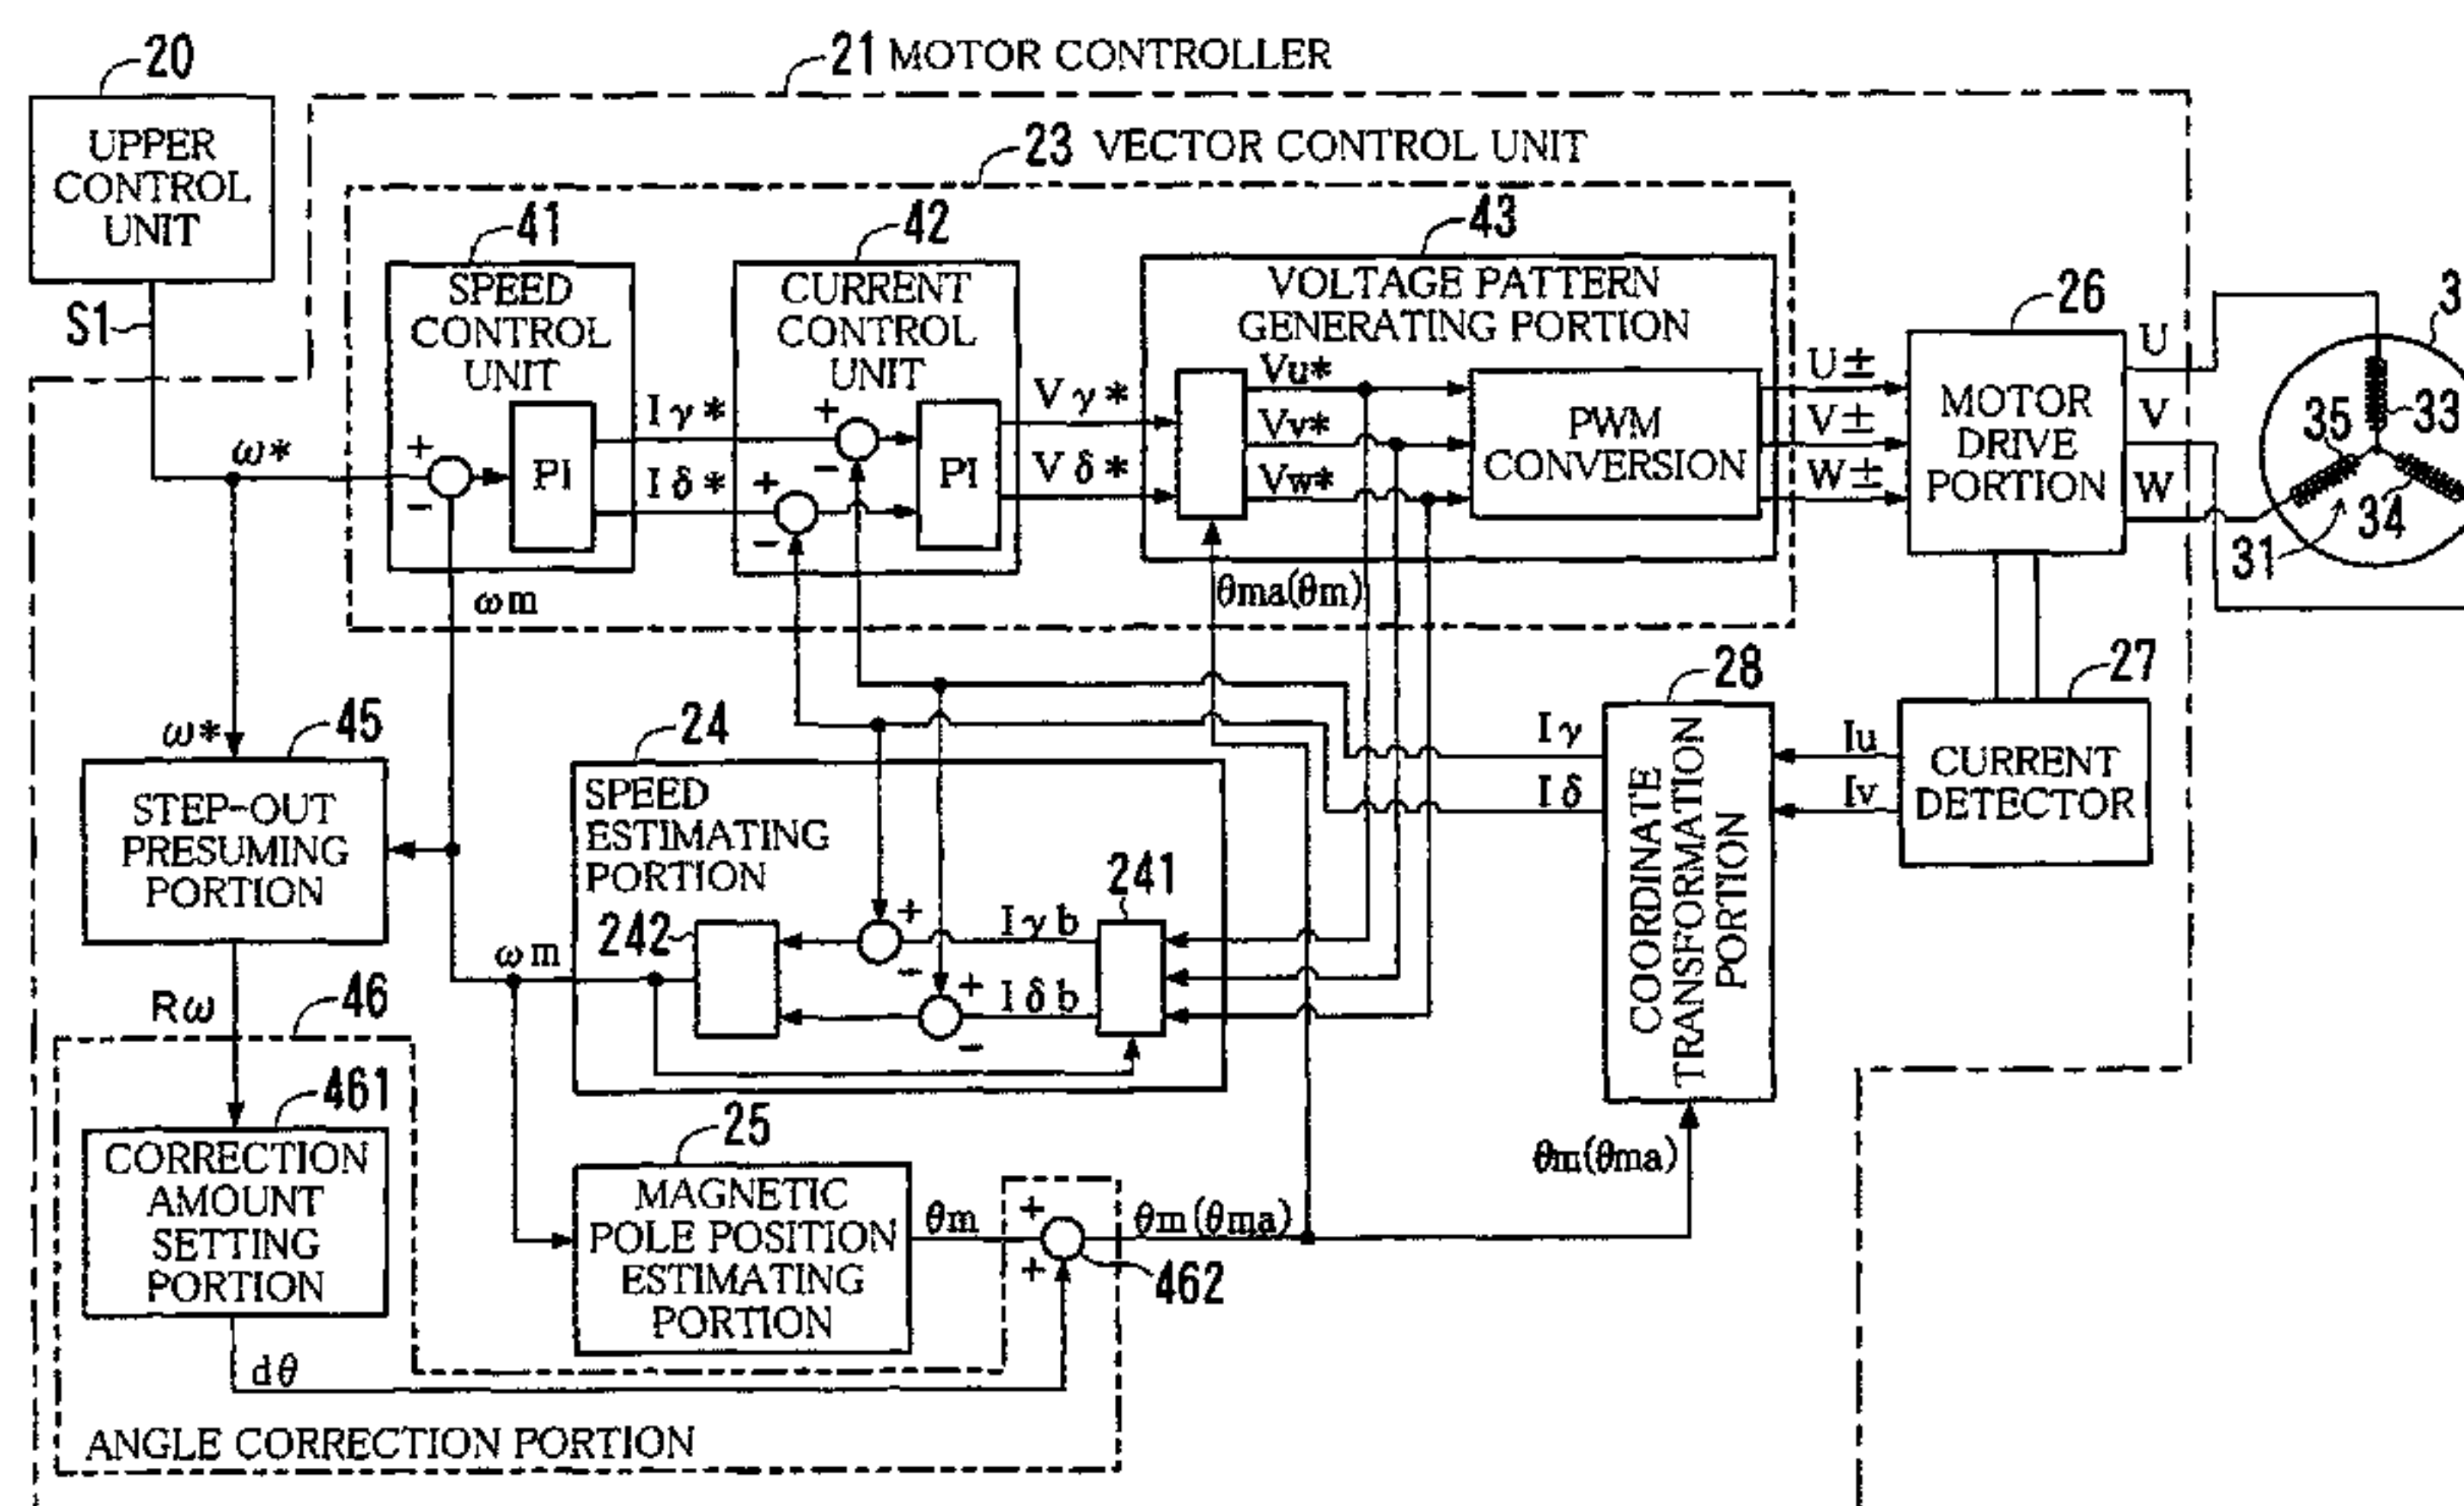 21 MOTOR CONTROLLER
20
UPPER
CONTROL
UNIT
23 VECTOR CONTROL UNIT
41
SPEED
CONTROL
UNIT
42
CURRENT
CONTROL
UNIT
43
VOLTAGE PATTERN
GENERATING PORTION
S1
ω*
+
−
PI
Iγ*
Iδ*
+
−
+
−
PI
Vγ*
Vδ*
Vu*
Vv*
Vw*
PWM
CONVERSION
U±
V±
W±
26
MOTOR
DRIVE
PORTION
U
V
W
3
33
35
34
31
ωm
θma(θm)
ω*
45
STEP-OUT
PRESUMING
PORTION
24
SPEED
ESTIMATING
PORTION
241
242
+
−
+
−
Iγb
Iδb
ωm
Iγ
Iδ
28
COORDINATE
TRANSFORMATION
PORTION
Iu
Iv
27
CURRENT
DETECTOR
Rω
46
461
CORRECTION
AMOUNT
SETTING
PORTION
25
MAGNETIC
POLE POSITION
ESTIMATING
PORTION
θm
+
+
462
θm(θma)
θm(θma)
dθ
ANGLE CORRECTION PORTION